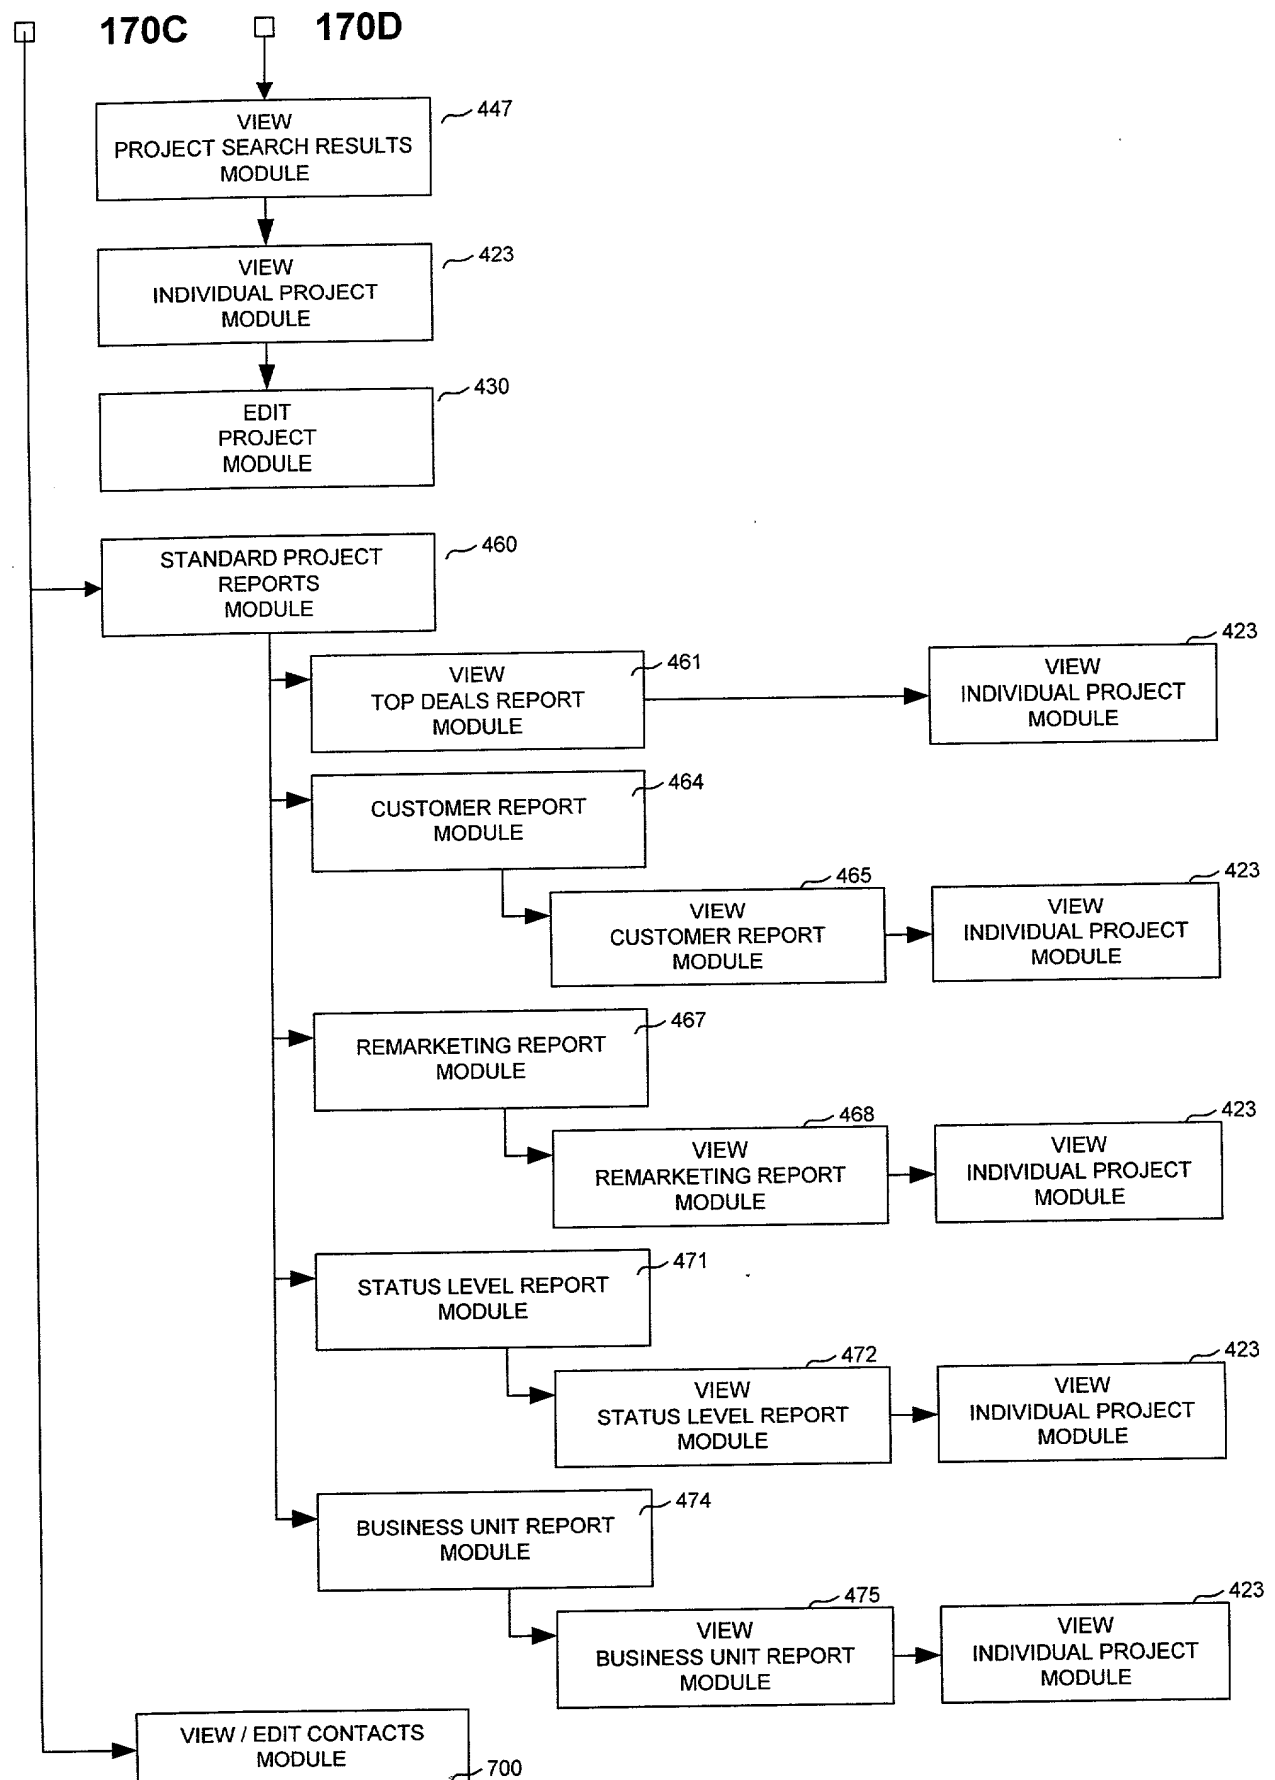 170C
170D
447
VIEW
PROJECT SEARCH RESULTS
MODULE
423
VIEW
INDIVIDUAL PROJECT
MODULE
430
EDIT
PROJECT
MODULE
460
STANDARD PROJECT
REPORTS
MODULE
461
VIEW
TOP DEALS REPORT
MODULE
423
VIEW
INDIVIDUAL PROJECT
MODULE
464
CUSTOMER REPORT
MODULE
465
VIEW
CUSTOMER REPORT
MODULE
423
VIEW
INDIVIDUAL PROJECT
MODULE
467
REMARKETING REPORT
MODULE
468
VIEW
REMARKETING REPORT
MODULE
423
VIEW
INDIVIDUAL PROJECT
MODULE
471
STATUS LEVEL REPORT
MODULE
472
VIEW
STATUS LEVEL REPORT
MODULE
423
VIEW
INDIVIDUAL PROJECT
MODULE
474
BUSINESS UNIT REPORT
MODULE
475
VIEW
BUSINESS UNIT REPORT
MODULE
423
VIEW
INDIVIDUAL PROJECT
MODULE
VIEW / EDIT CONTACTS
MODULE
700